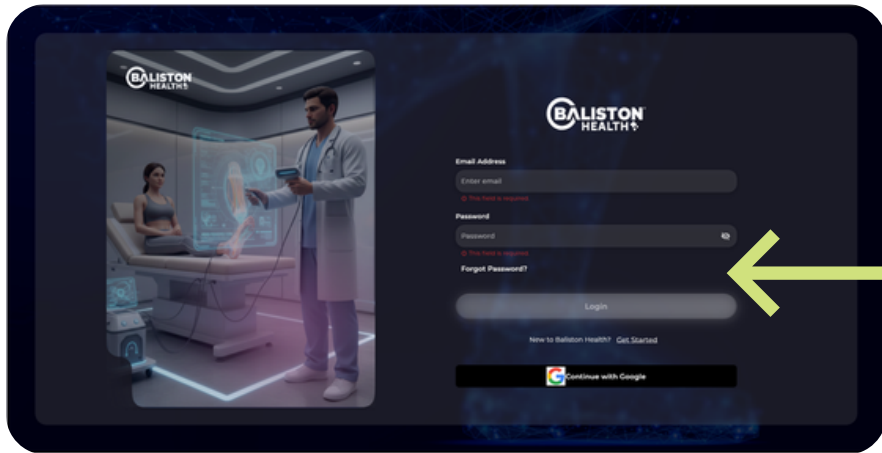 BALISTON
HEALTH
BALISTON
HEALTH
Email Address
Enter email
This field is required
Password
Password
This field is required
Forgot Password?
Login
New to Baliston Health? Get Started
Continue with Google